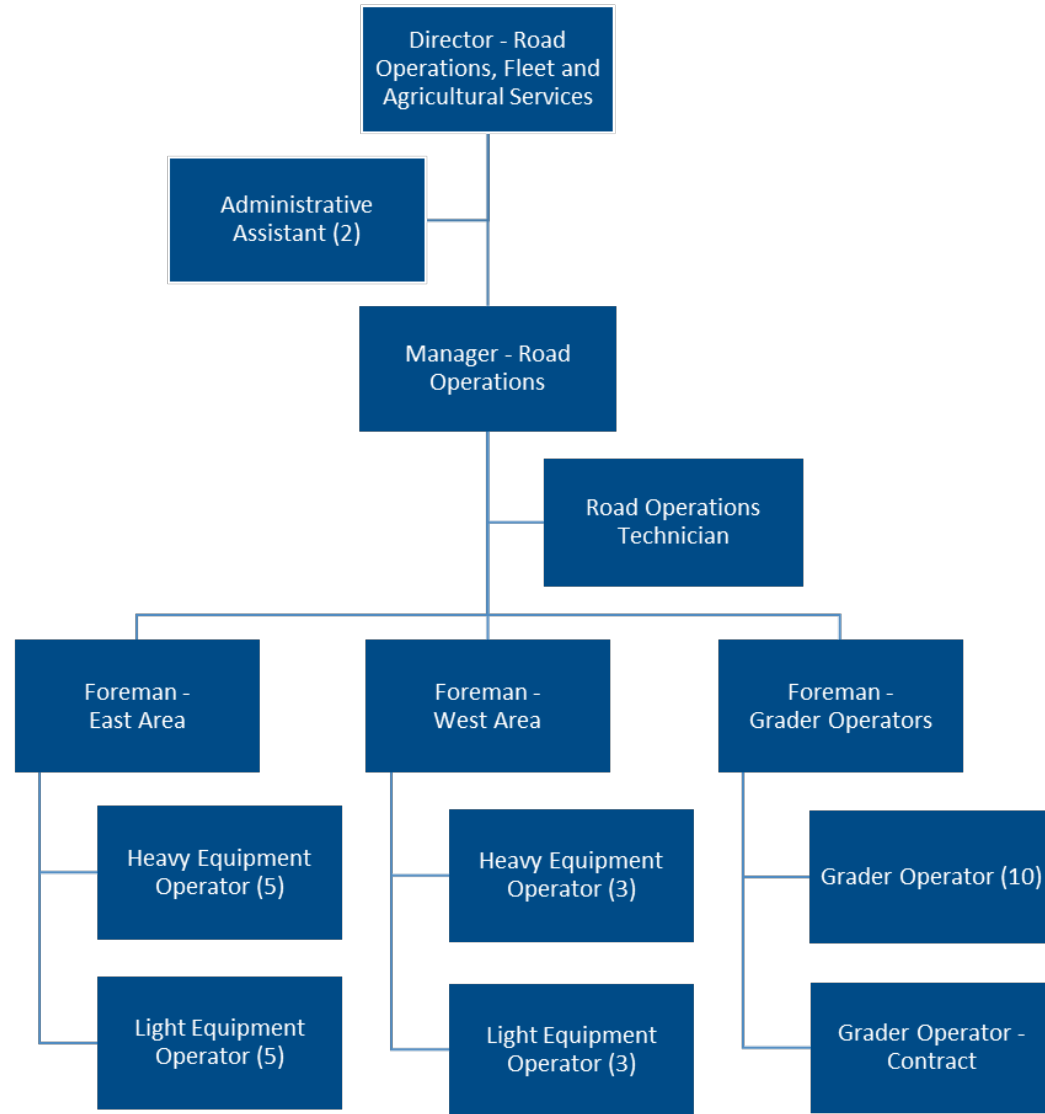 Director - Road
Operations, Fleet and
Agricultural Services
Administrative
Assistant (2)
Manager - Road
Operations
Road Operations
Technician
Foreman -
East Area
Foreman -
West Area
Foreman -
Grader Operators
Heavy Equipment
Operator (5)
Heavy Equipment
Operator (3)
Grader Operator (10)
Light Equipment
Operator (5)
Light Equipment
Operator (3)
Grader Operator -
Contract